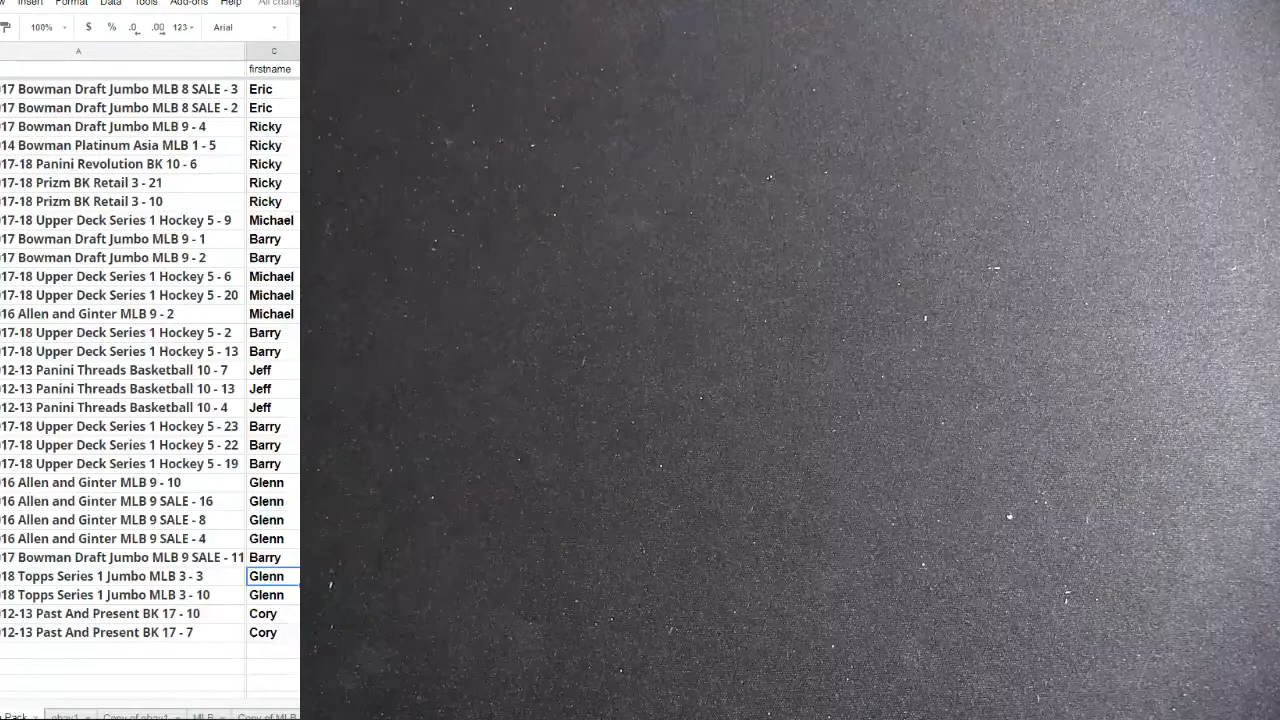 Insert Format Data Tools Add-ons Help All chang
100% $ % .0 .00 123 Arial
A C
firstname
17 Bowman Draft Jumbo MLB 8 SALE - 3 Eric
17 Bowman Draft Jumbo MLB 8 SALE - 2 Eric
17 Bowman Draft Jumbo MLB 9 - 4 Ricky
14 Bowman Platinum Asia MLB 1 - 5 Ricky
17-18 Panini Revolution BK 10 - 6 Ricky
17-18 Prizm BK Retail 3 - 21 Ricky
17-18 Prizm BK Retail 3 - 10 Ricky
17-18 Upper Deck Series 1 Hockey 5 - 9 Michael
17 Bowman Draft Jumbo MLB 9 - 1 Barry
17 Bowman Draft Jumbo MLB 9 - 2 Barry
17-18 Upper Deck Series 1 Hockey 5 - 6 Michael
17-18 Upper Deck Series 1 Hockey 5 - 20 Michael
16 Allen and Ginter MLB 9 - 2 Michael
17-18 Upper Deck Series 1 Hockey 5 - 2 Barry
17-18 Upper Deck Series 1 Hockey 5 - 13 Barry
12-13 Panini Threads Basketball 10 - 7 Jeff
12-13 Panini Threads Basketball 10 - 13 Jeff
12-13 Panini Threads Basketball 10 - 4 Jeff
17-18 Upper Deck Series 1 Hockey 5 - 23 Barry
17-18 Upper Deck Series 1 Hockey 5 - 22 Barry
17-18 Upper Deck Series 1 Hockey 5 - 19 Barry
16 Allen and Ginter MLB 9 - 10 Glenn
16 Allen and Ginter MLB 9 SALE - 16 Glenn
16 Allen and Ginter MLB 9 SALE - 8 Glenn
16 Allen and Ginter MLB 9 SALE - 4 Glenn
17 Bowman Draft Jumbo MLB 9 SALE - 11 Barry
18 Topps Series 1 Jumbo MLB 3 - 3 Glenn
18 Topps Series 1 Jumbo MLB 3 - 10 Glenn
12-13 Past And Present BK 17 - 10 Cory
12-13 Past And Present BK 17 - 7 Cory
Pack ebay1 Copy of ebay1 MLB Copy of MLB